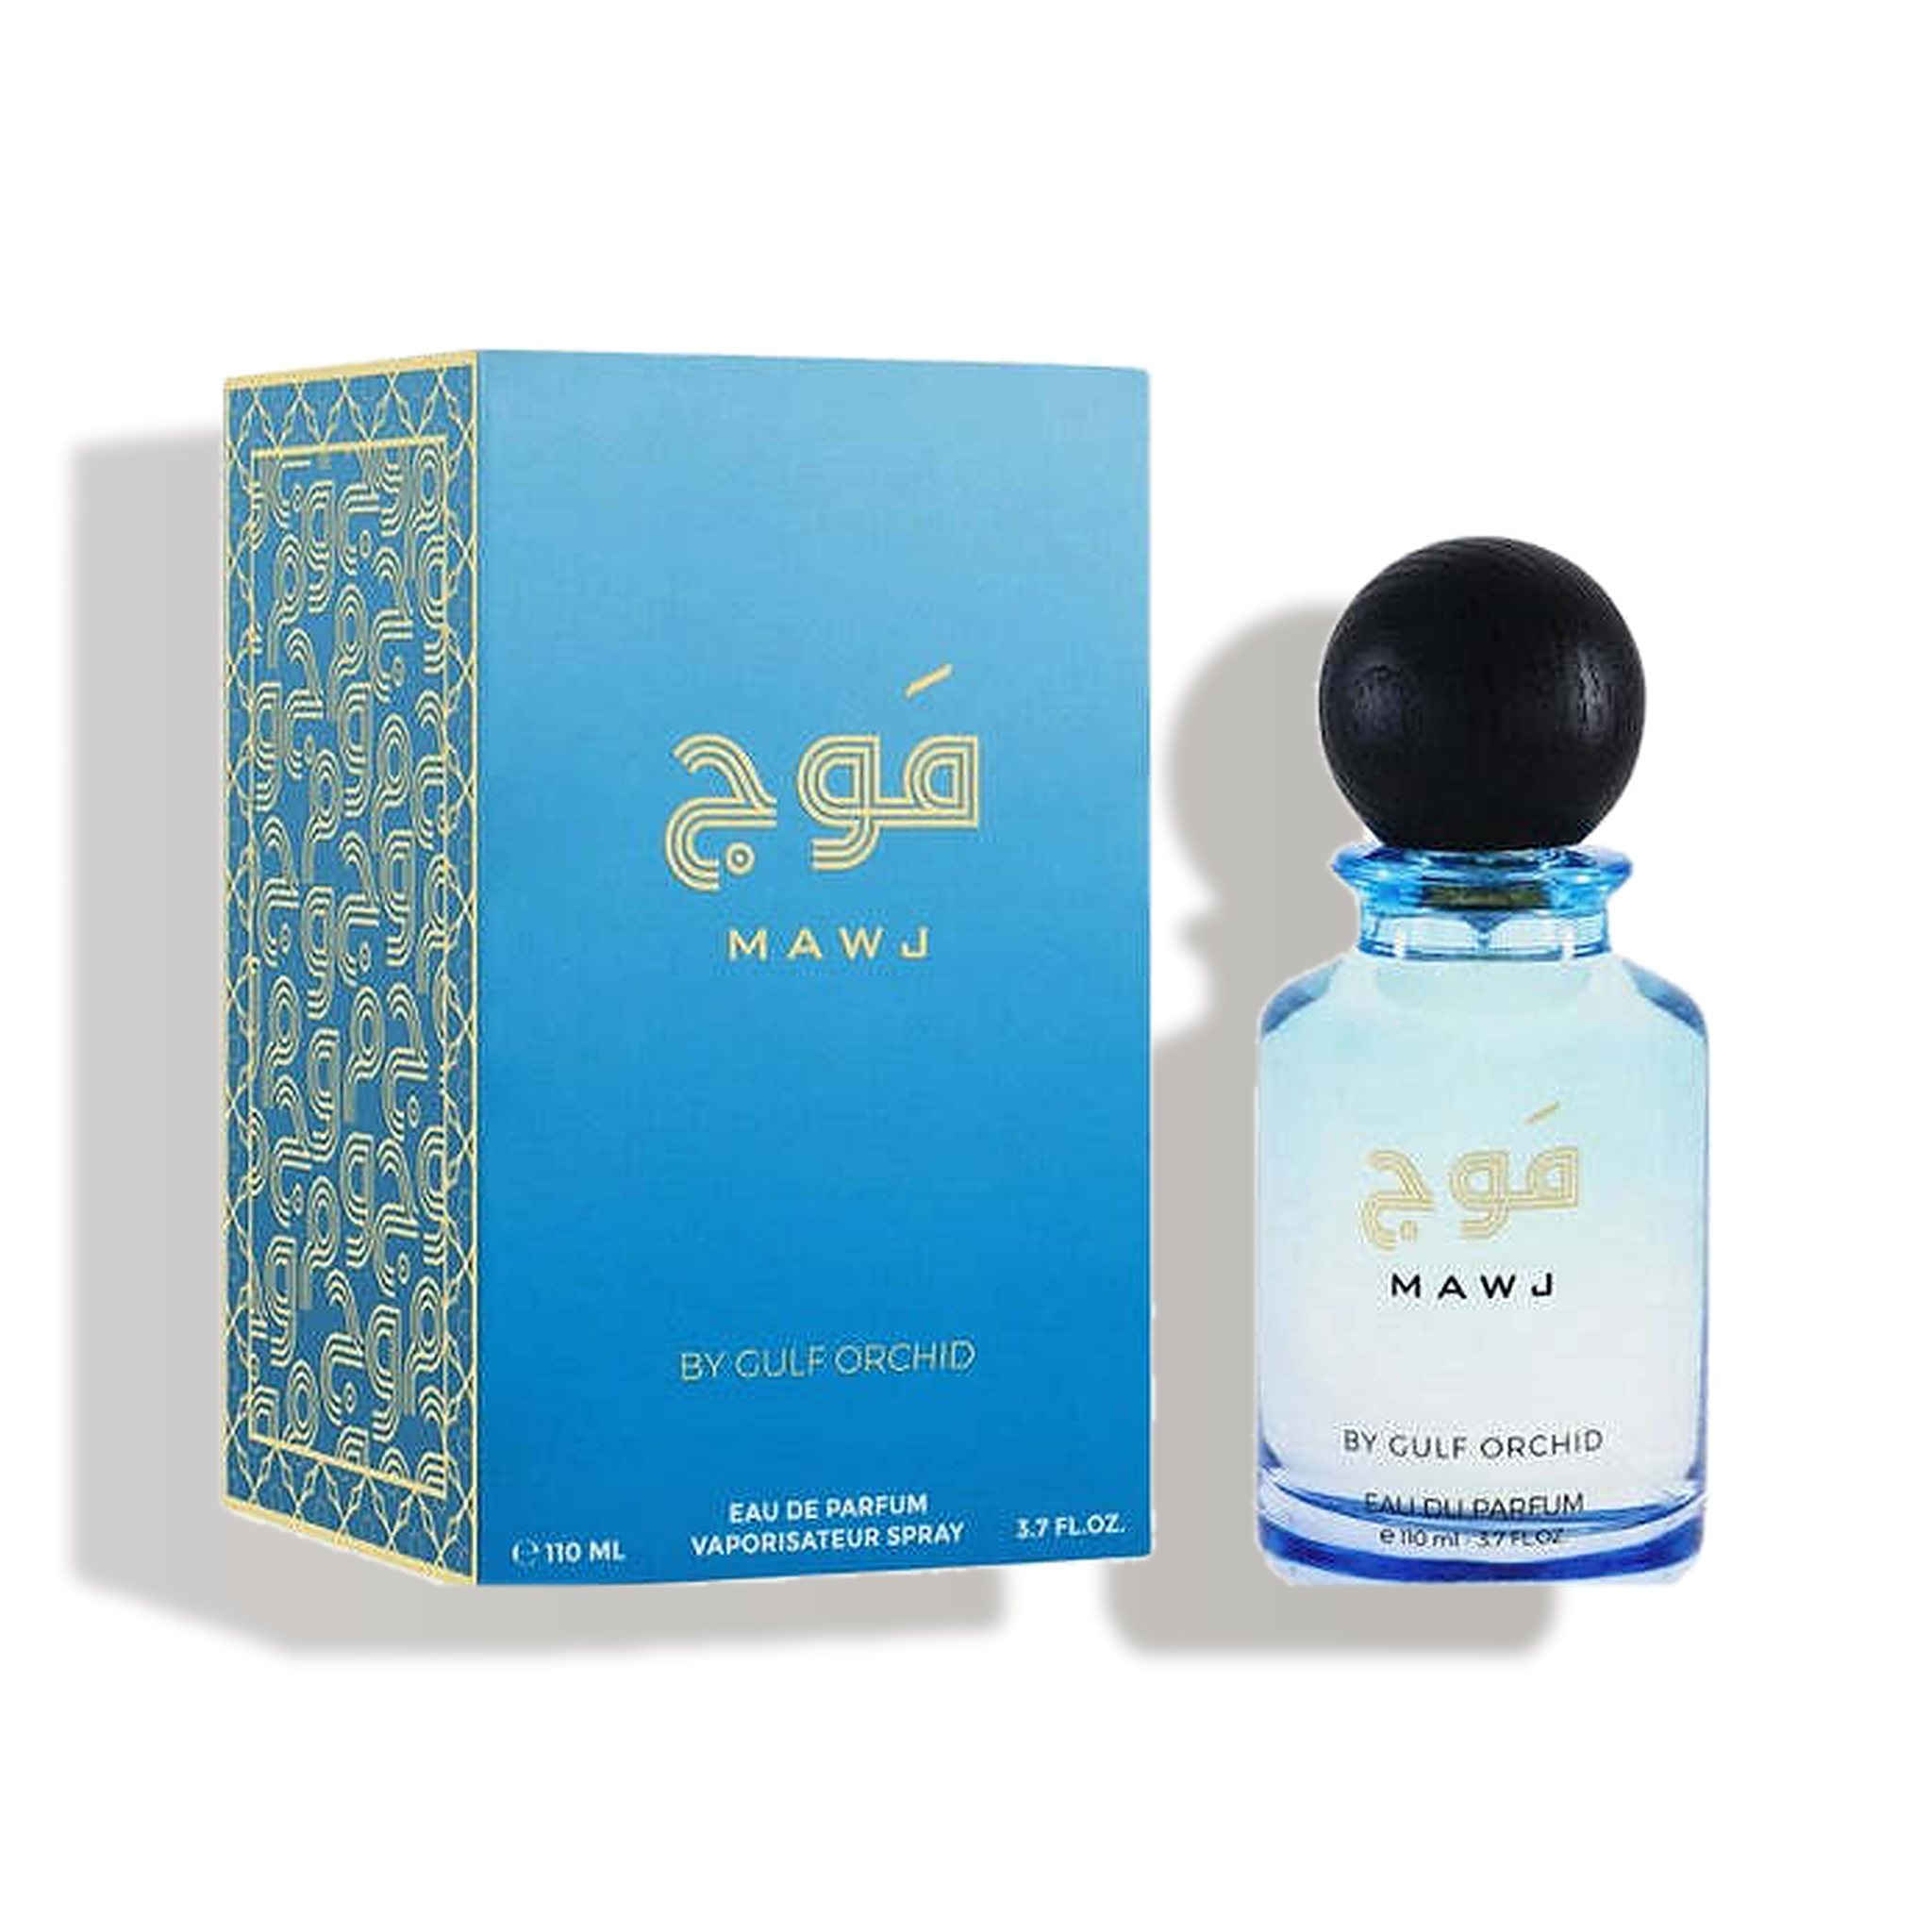 مَوج
MAWJ
BY GULF ORCHID
EAU DE PARFUM
VAPORISATEUR SPRAY
℮ 110 ML
3.7 FL.OZ.
مَوج
MAWJ
BY GULF ORCHID
EAU DU PARFUM
e 110 ml 3.7 FL.OZ.